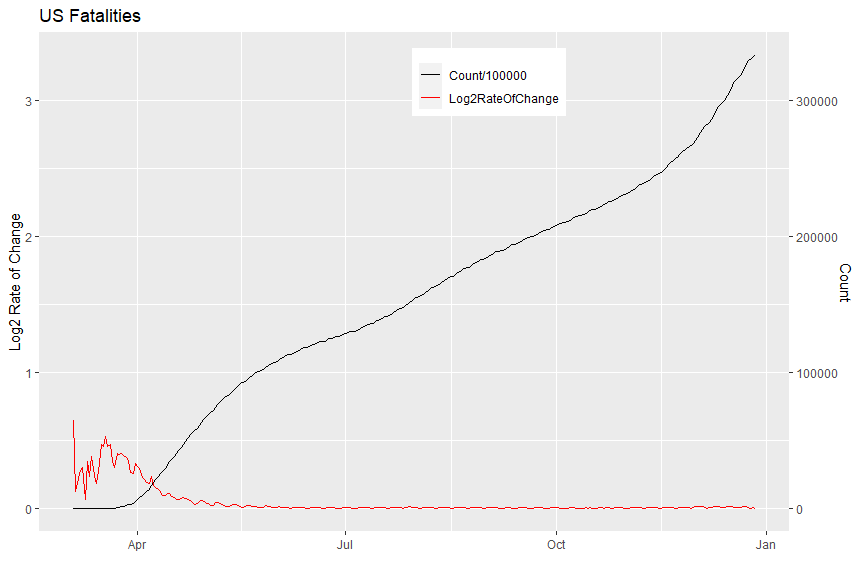 US Fatalities
Count/100000
Log2RateOfChange
3
2
1
0
Log2 Rate of Change
300000
200000
100000
0
Count
Apr
Jul
Oct
Jan